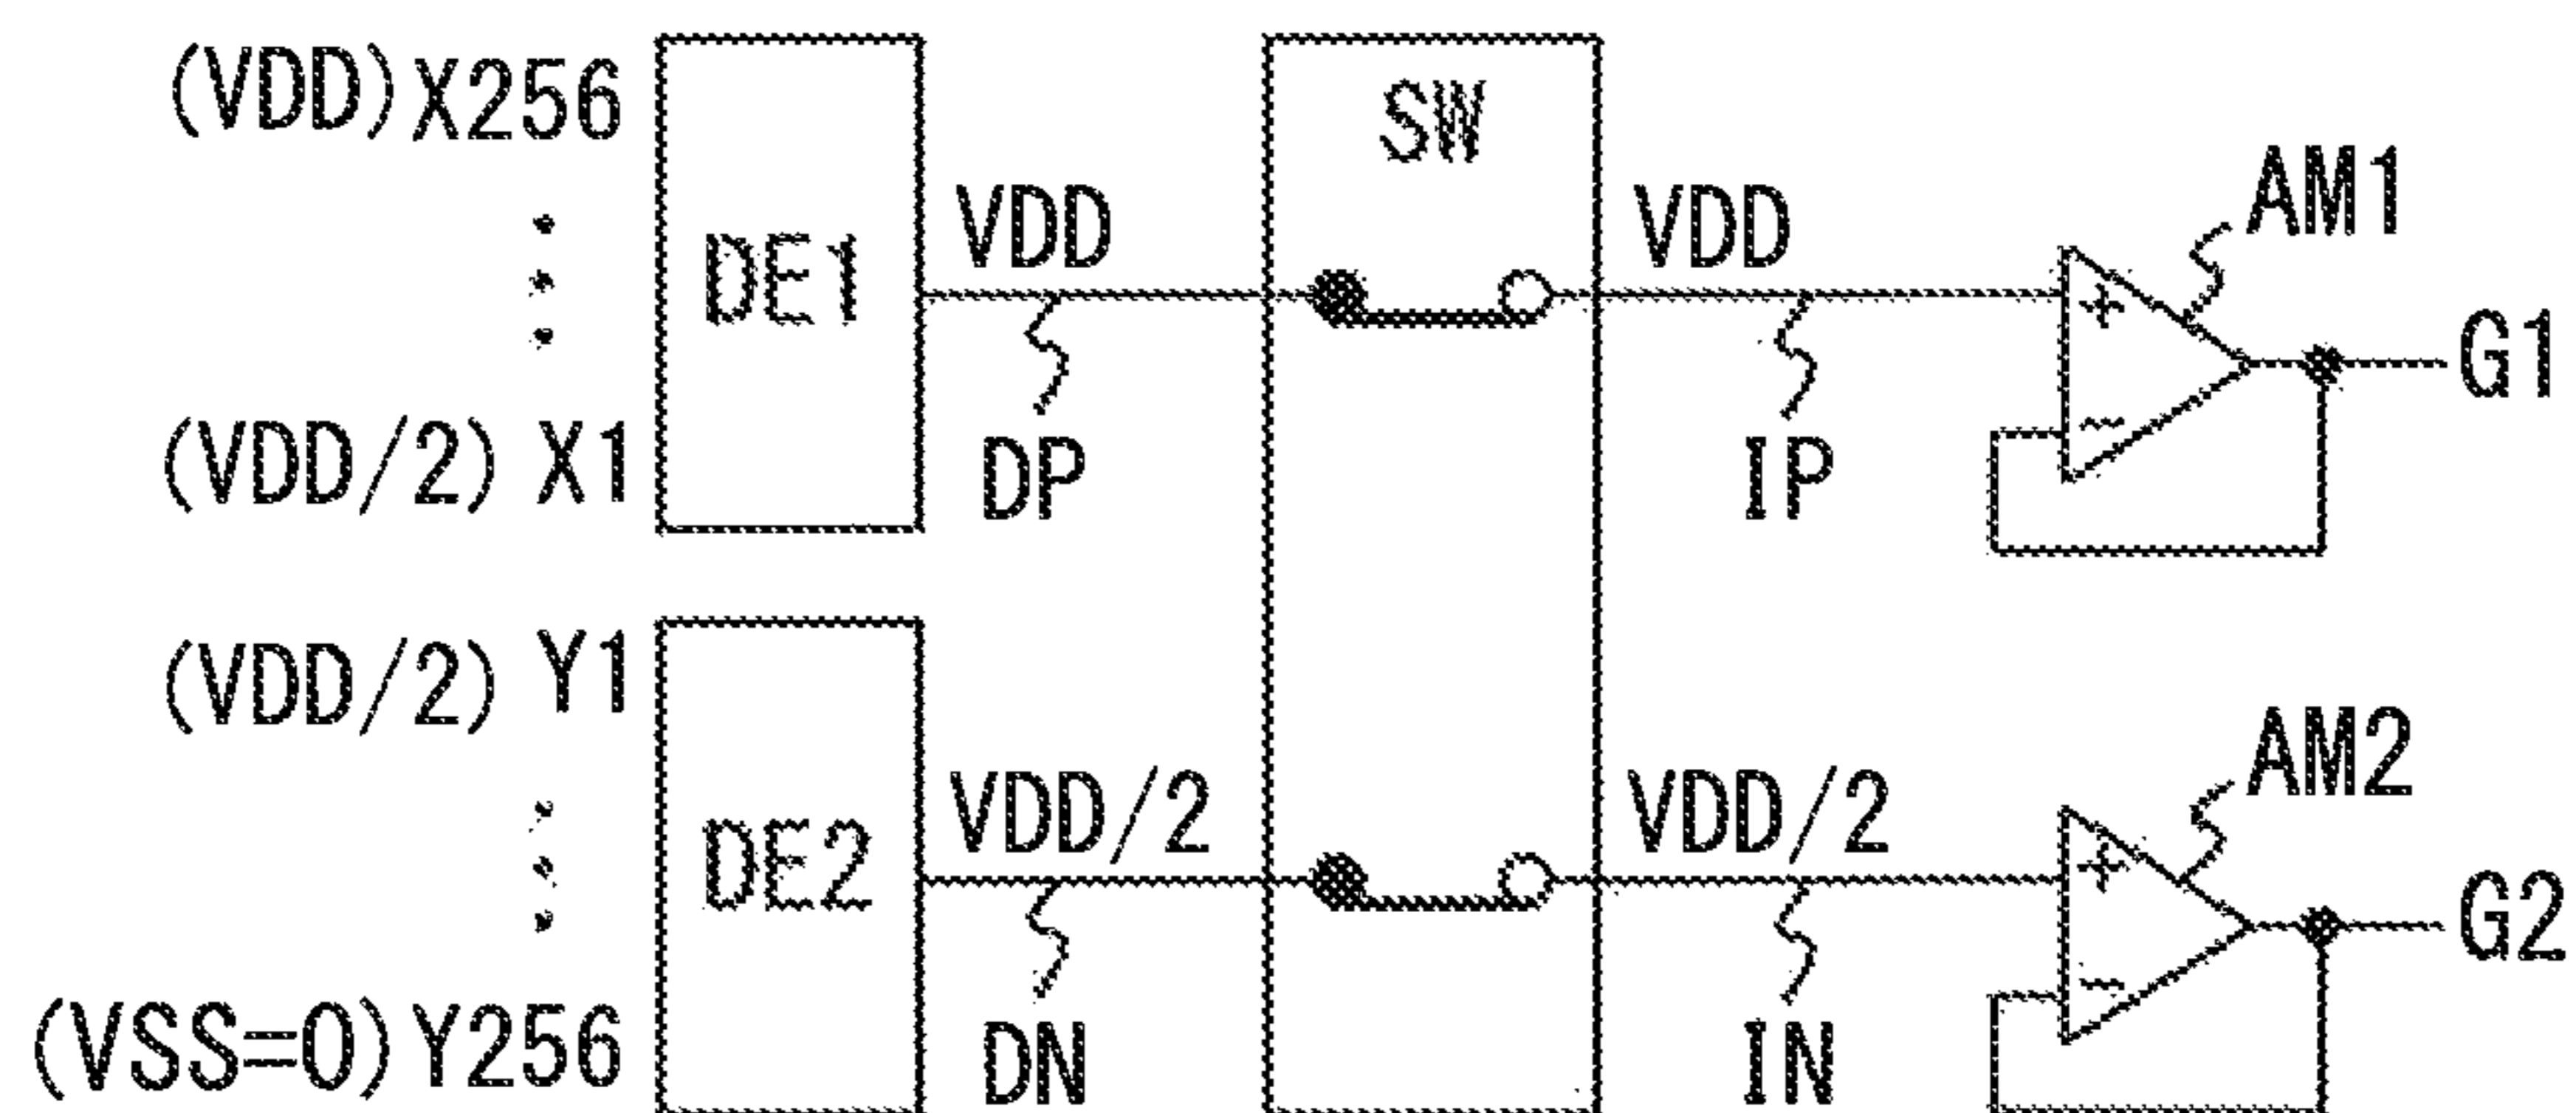 (VDD) X256
(VDD/2) X1
DE1
VDD
DP
SW
VDD
IP
+
−
AM1
G1
(VDD/2) Y1
(VSS=0) Y256
DE2
VDD/2
DN
VDD/2
IN
+
−
AM2
G2